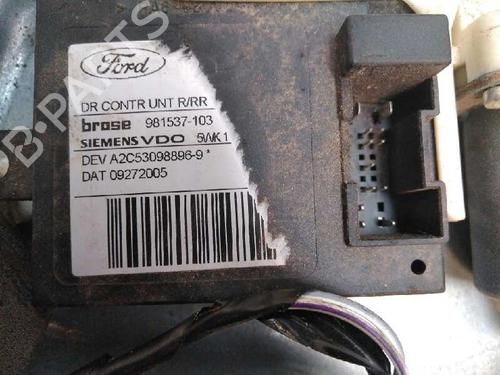 Ford
DR CONTR UNT R/RR
brose 981537-103
SIEMENS VDO 5WK1
DEV A2C53098896-9 *
DAT 09272005
B-PARTS